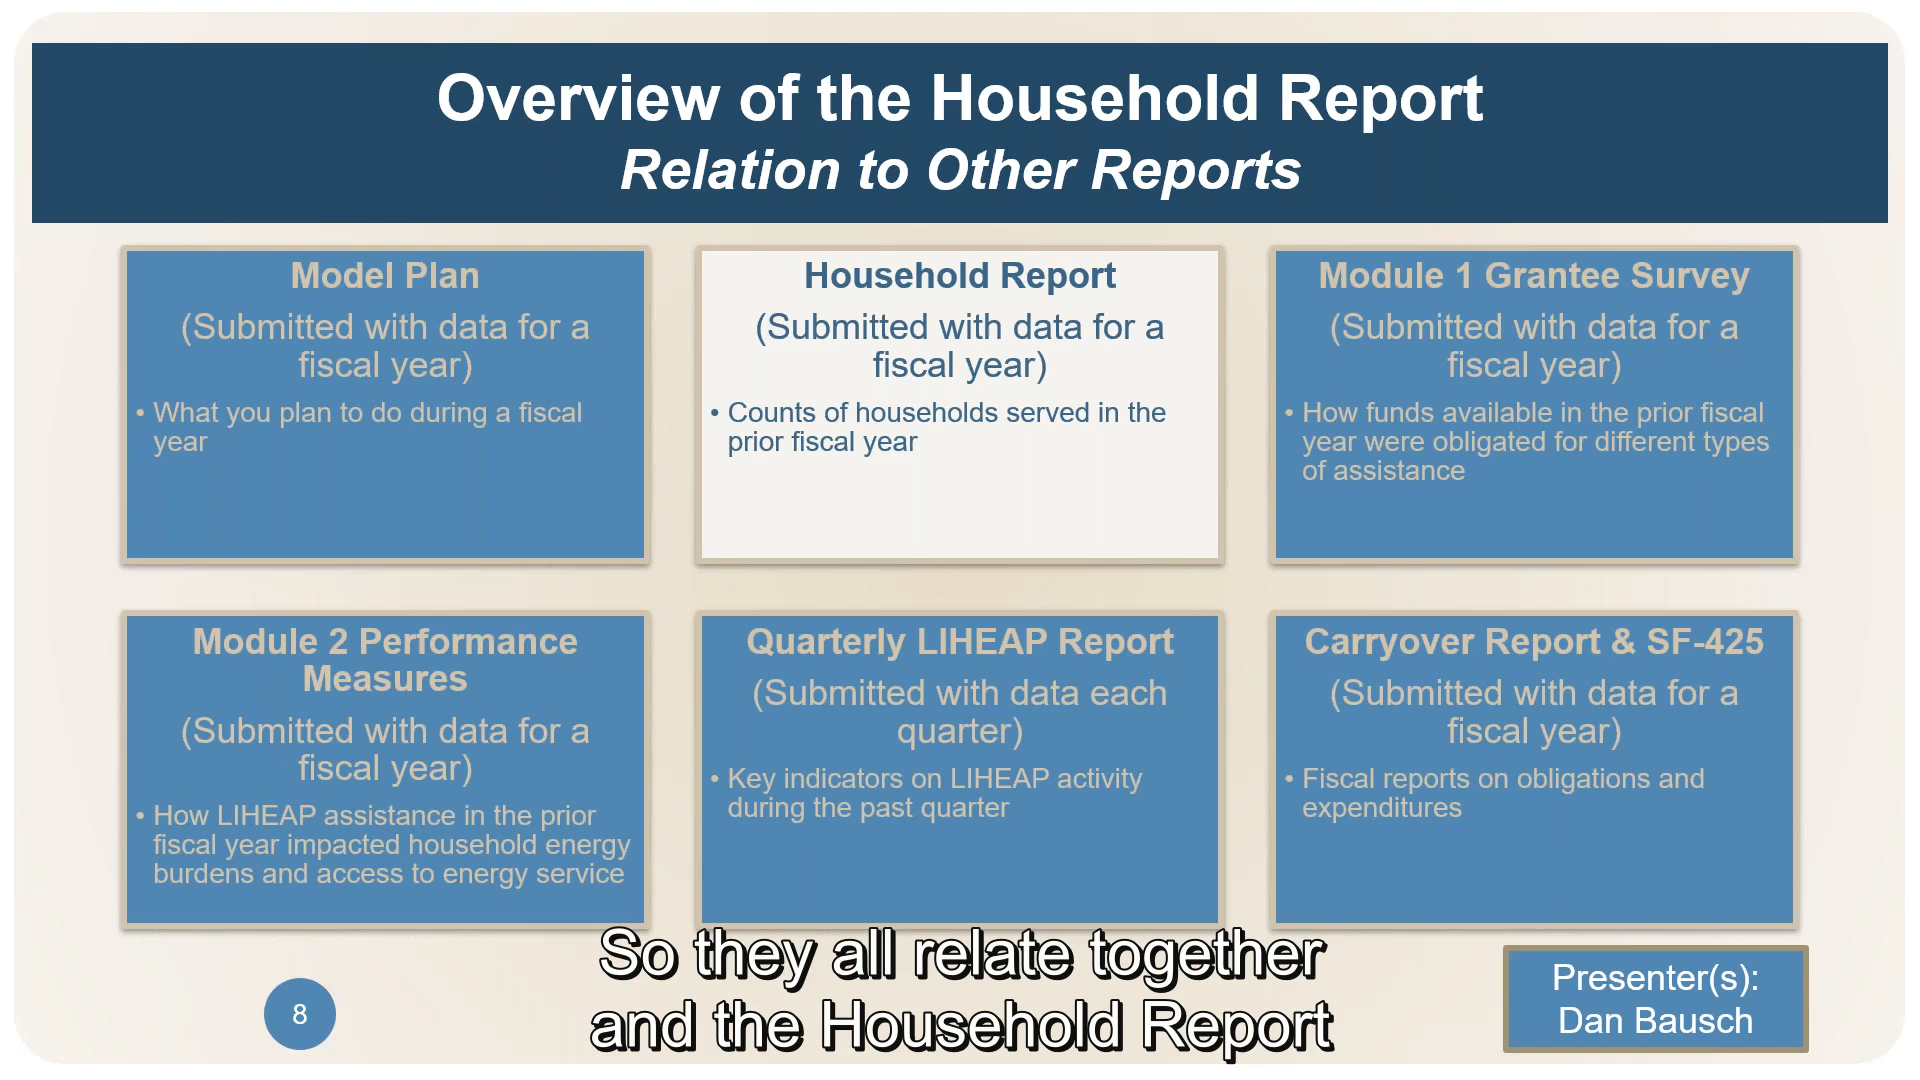 Overview of the Household Report
Relation to Other Reports
Model Plan
(Submitted with data for a
fiscal year)
• What you plan to do during a fiscal
year
Household Report
(Submitted with data for a
fiscal year)
• Counts of households served in the
prior fiscal year
Module 1 Grantee Survey
(Submitted with data for a
fiscal year)
• How funds available in the prior fiscal
year were obligated for different types
of assistance
Module 2 Performance
Measures
(Submitted with data for a
fiscal year)
• How LIHEAP assistance in the prior
fiscal year impacted household energy
burdens and access to energy service
Quarterly LIHEAP Report
(Submitted with data each
quarter)
• Key indicators on LIHEAP activity
during the past quarter
Carryover Report & SF-425
(Submitted with data for a
fiscal year)
• Fiscal reports on obligations and
expenditures
So they all relate together
and the Household Report
8
Presenter(s):
Dan Bausch